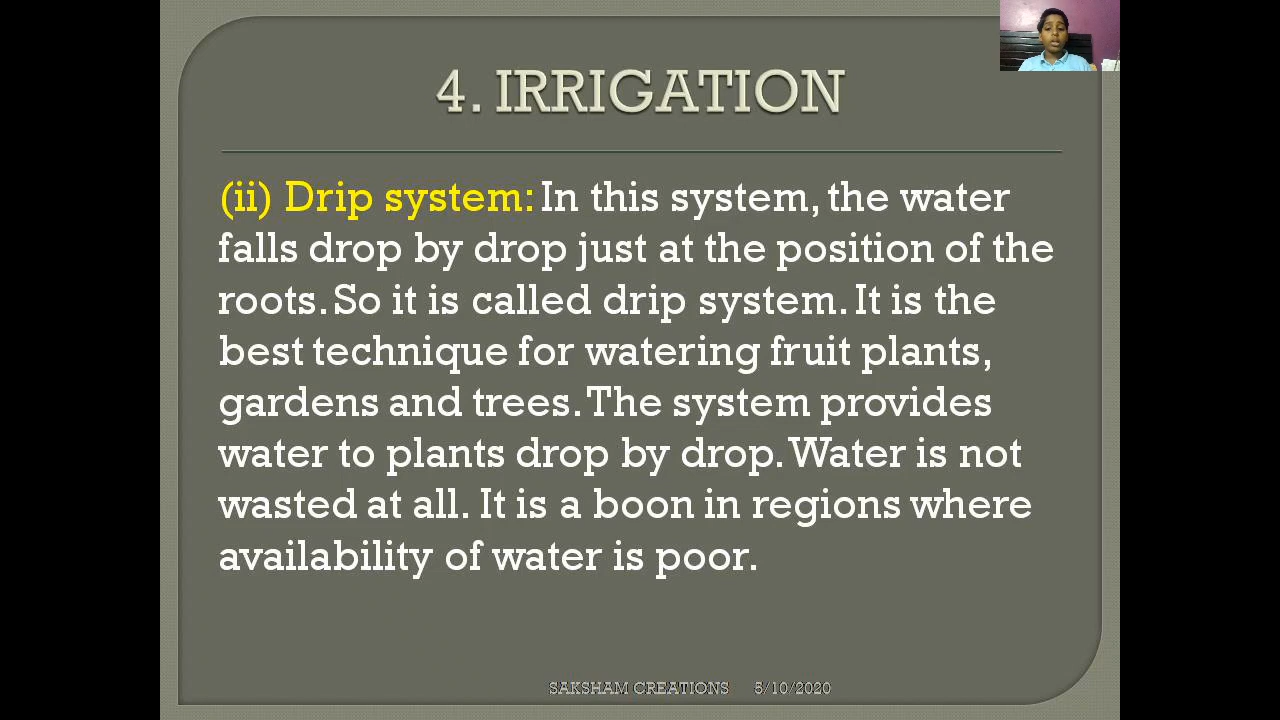 4. IRRIGATION
(ii) Drip system: In this system, the water
falls drop by drop just at the position of the
roots. So it is called drip system. It is the
best technique for watering fruit plants,
gardens and trees. The system provides
water to plants drop by drop. Water is not
wasted at all. It is a boon in regions where
availability of water is poor.
SAKSHAM CREATIONS 5/10/2020